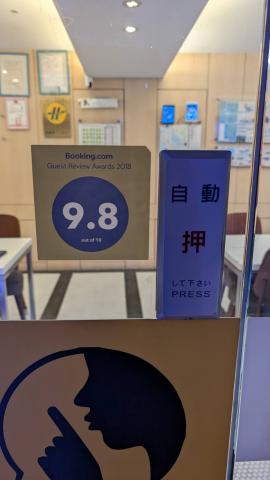 Booking.com
Guest Review Awards 2018
9.8
out of 10
自動
押
して下さい
PRESS